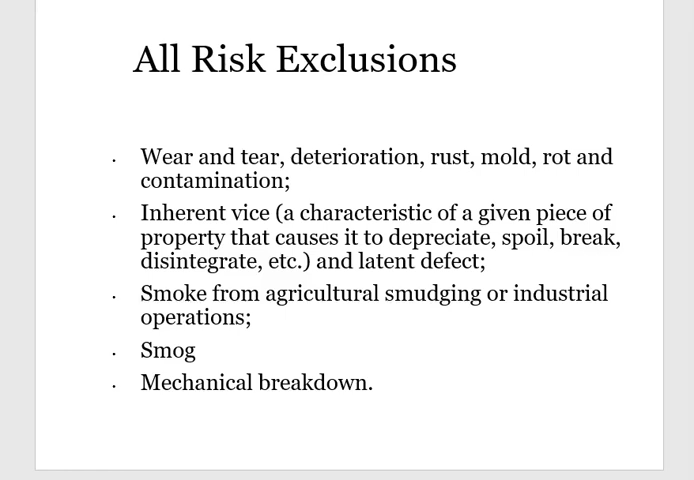 All Risk Exclusions
· Wear and tear, deterioration, rust, mold, rot and
contamination;
· Inherent vice (a characteristic of a given piece of
property that causes it to depreciate, spoil, break,
disintegrate, etc.) and latent defect;
· Smoke from agricultural smudging or industrial
operations;
· Smog
· Mechanical breakdown.